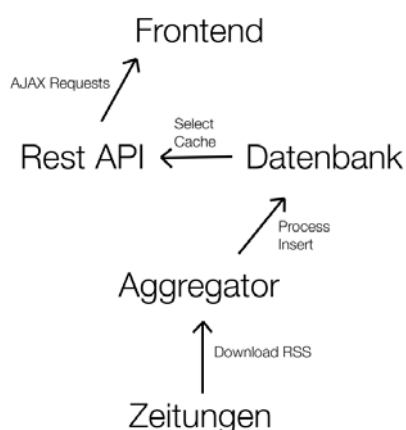 Frontend
AJAX Requests
Select
Cache
Rest API
Datenbank
Process
Insert
Aggregator
Download RSS
Zeitungen